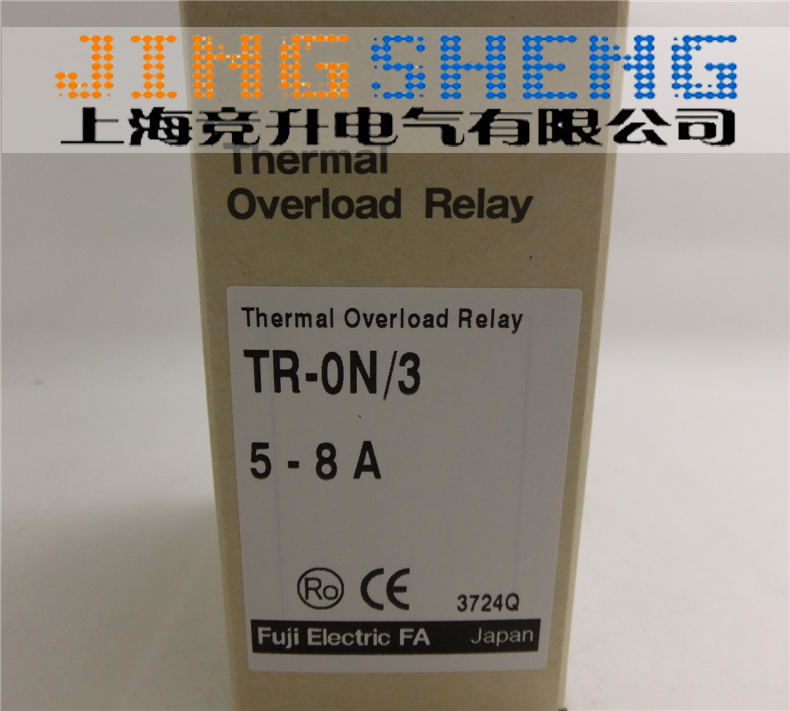 JINGSHENG
上海竞升电气有限公司
Thermal
Overload Relay
Thermal Overload Relay
TR-0N/3
5 - 8 A
Ro CE 3724Q
Fuji Electric FA Japan